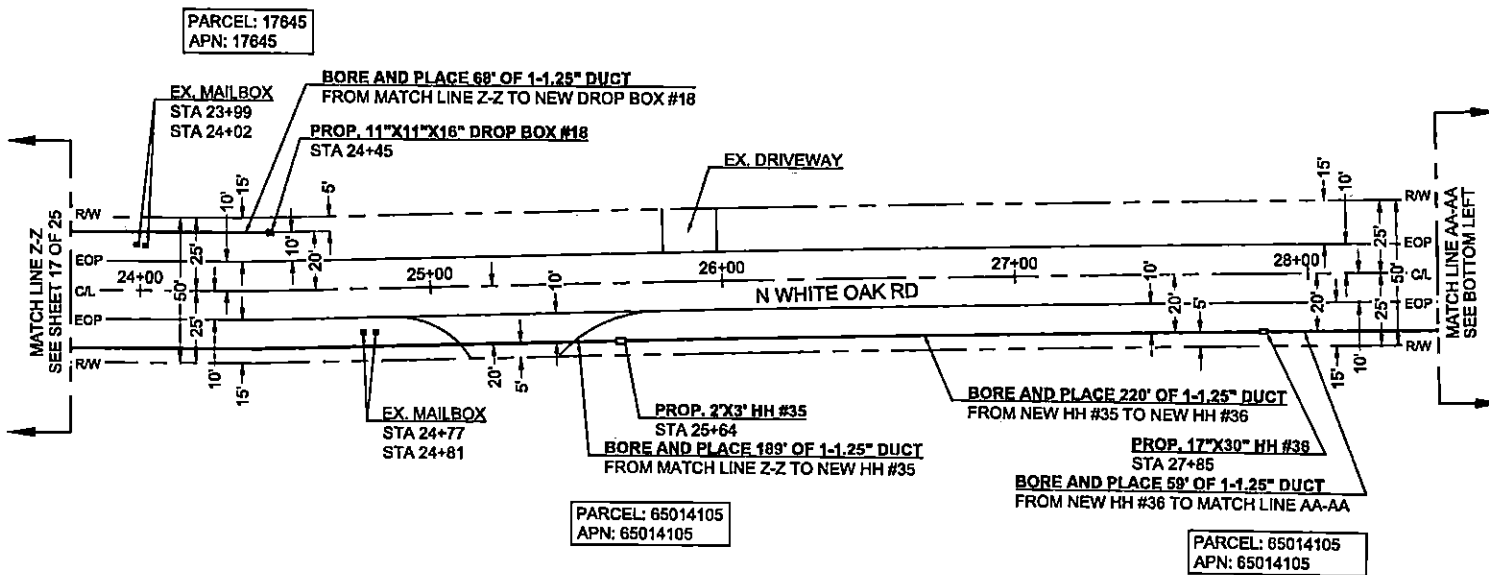 PARCEL: 17645
APN: 17645
BORE AND PLACE 68' OF 1-1.25" DUCT
FROM MATCH LINE Z-Z TO NEW DROP BOX #18
EX. MAILBOX
STA 23+99
STA 24+02
PROP. 11"X11"X16" DROP BOX #18
STA 24+45
EX. DRIVEWAY
MATCH LINE Z-Z
SEE SHEET 17 OF 25
R/W
EOP
C/L
EOP
R/W
24+00
25+00
26+00
27+00
28+00
N WHITE OAK RD
50'
25'
25'
10'
15'
10'
20'
5'
10'
15'
20'
5'
10'
10'
20'
5'
15'
10'
25'
50'
20'
25'
15'
10'
R/W
EOP
C/L
EOP
R/W
MATCH LINE AA-AA
SEE BOTTOM LEFT
EX. MAILBOX
STA 24+77
STA 24+81
PROP. 2'X3' HH #35
STA 25+64
BORE AND PLACE 189' OF 1-1.25" DUCT
FROM MATCH LINE Z-Z TO NEW HH #35
BORE AND PLACE 220' OF 1-1.25" DUCT
FROM NEW HH #35 TO NEW HH #36
PROP. 17"X30" HH #36
STA 27+85
BORE AND PLACE 59' OF 1-1.25" DUCT
FROM NEW HH #36 TO MATCH LINE AA-AA
PARCEL: 65014105
APN: 65014105
PARCEL: 65014105
APN: 65014105